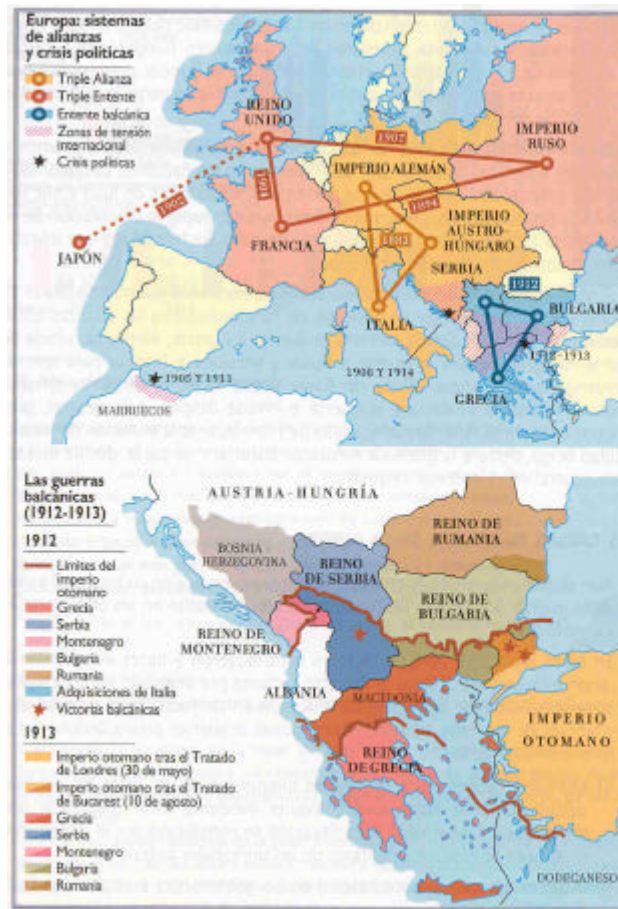 Europa: sistemas
de alianzas
y crisis políticas
Triple Alianza
Triple Entente
Entente balcánica
Zonas de tensión
internacional
Crisis políticas
REINO
UNIDO
1907
IMPERIO
RUSO
IMPERIO ALEMÁN
1902
1894
JAPÓN
FRANCIA
IMPERIO
AUSTRO-
HÚNGARO
SERBIA
1912
BULGARIA
ITALIA
1912-1913
1905 Y 1911
1908 Y 1914
GRECIA
MARRUECOS
Las guerras
balcánicas
(1912-1913)
1912
Límites del
imperio
otomano
Grecia
Serbia
Montenegro
Bulgaria
Rumania
Adquisiciones de Italia
Victorias balcánicas
1913
Imperio otomano tras el Tratado
de Londres (30 de mayo)
Imperio otomano tras el Tratado
de Bucarest (10 de agosto)
Grecia
Serbia
Montenegro
Bulgaria
Rumania
AUSTRIA-HUNGRÍA
BOSNIA
HERZEGOVINA
REINO
DE SERBIA
REINO DE
RUMANIA
REINO DE
BULGARIA
REINO DE
MONTENEGRO
ALBANIA
MACEDONIA
IMPERIO
OTOMANO
REINO
DE GRECIA
DODECANESO